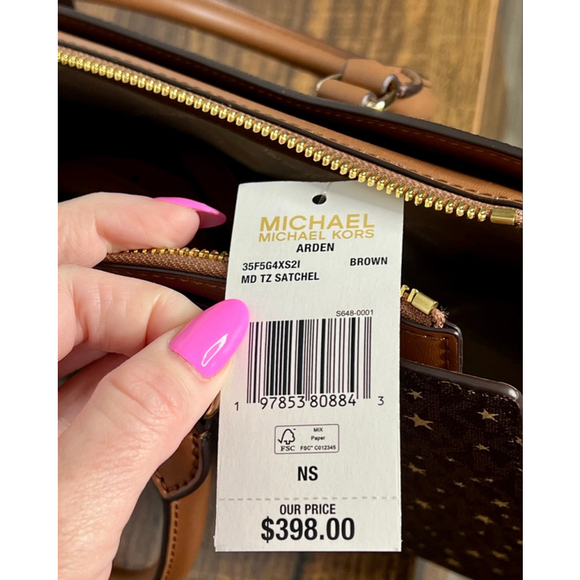 MICHAEL
MICHAEL KORS
ARDEN
35F5G4XS2I BROWN
MD TZ SATCHEL
S648-0001
1 97853 80884 3
FSC
MIX
Paper
FSC® C012345
NS
OUR PRICE
$398.00